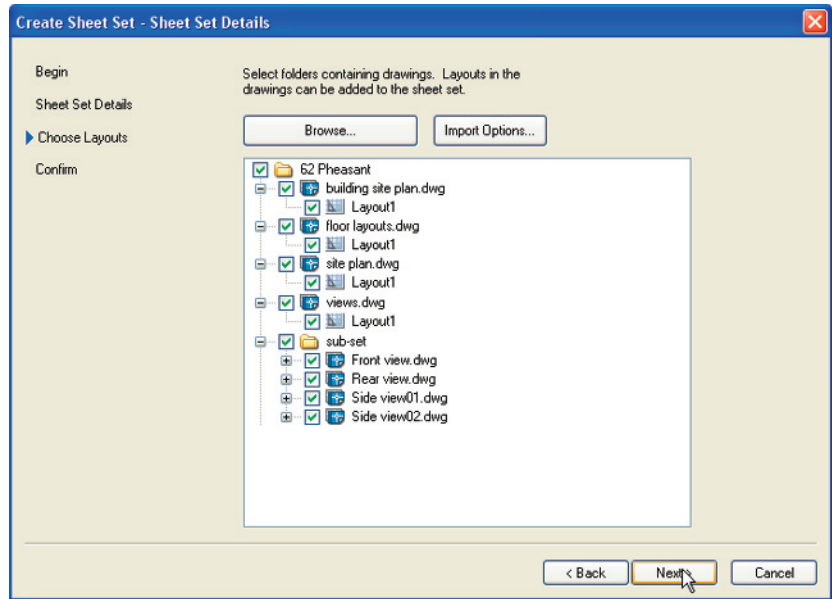 Create Sheet Set - Sheet Set Details
Begin
Sheet Set Details
Choose Layouts
Confirm
Select folders containing drawings. Layouts in the
drawings can be added to the sheet set.
Browse... Import Options...
62 Pheasant
building site plan.dwg
Layout1
floor layouts.dwg
Layout1
site plan.dwg
Layout1
views.dwg
Layout1
sub-set
Front view.dwg
Rear view.dwg
Side view01.dwg
Side view02.dwg
< Back Next > Cancel